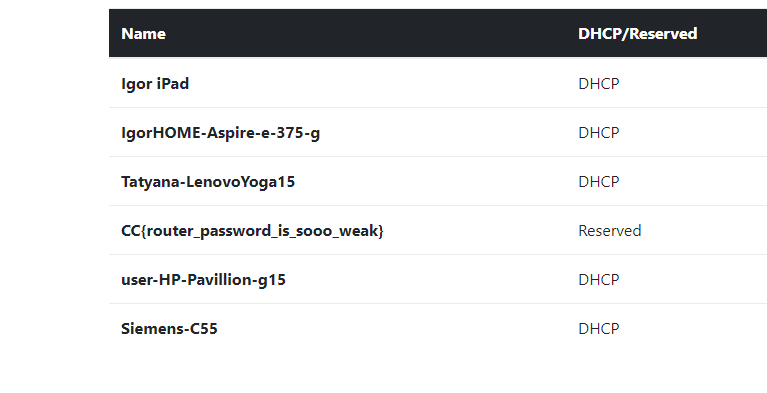 Name DHCP/Reserved
Igor iPad DHCP
IgorHOME-Aspire-e-375-g DHCP
Tatyana-LenovoYoga15 DHCP
CC{router_password_is_sooo_weak} Reserved
user-HP-Pavillion-g15 DHCP
Siemens-C55 DHCP